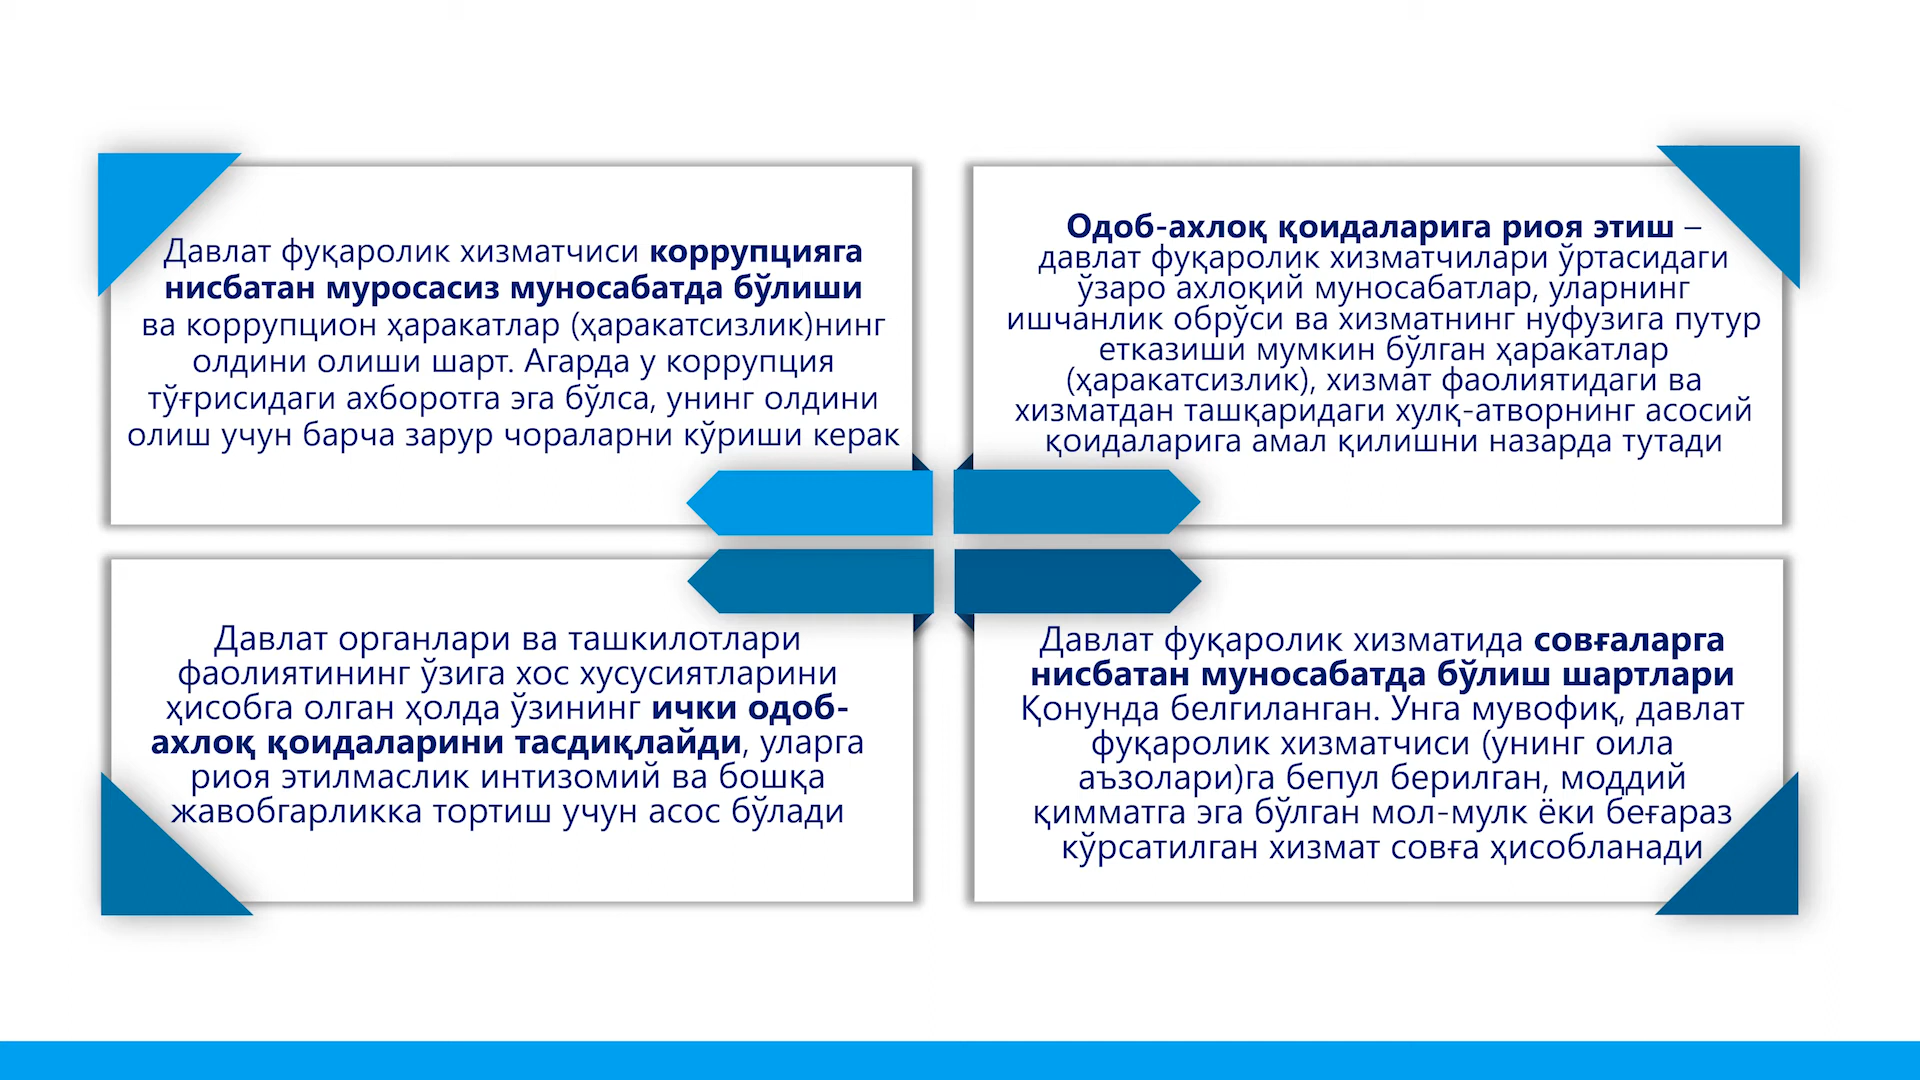 Давлат фуқаролик хизматчиси коррупцияга
нисбатан муросасиз муносабатда бўлиши
ва коррупцион ҳаракатлар (ҳаракатсизлик)нинг
олдини олиши шарт. Агарда у коррупция
тўғрисидаги ахборотга эга бўлса, унинг олдини
олиш учун барча зарур чораларни кўриши керак
Одоб-ахлоқ қоидаларига риоя этиш –
давлат фуқаролик хизматчилари ўртасидаги
ўзаро ахлоқий муносабатлар, уларнинг
ишчанлик обрўси ва хизматнинг нуфузига путур
етказиши мумкин бўлган ҳаракатлар
(ҳаракатсизлик), хизмат фаолиятидаги ва
хизматдан ташқаридаги хулқ-атворнинг асосий
қоидаларига амал қилишни назарда тутади
Давлат органлари ва ташкилотлари
фаолиятининг ўзига хос хусусиятларини
ҳисобга олган ҳолда ўзининг ички одоб-
ахлоқ қоидаларини тасдиқлайди, уларга
риоя этилмаслик интизомий ва бошқа
жавобгарликка тортиш учун асос бўлади
Давлат фуқаролик хизматида совғаларга
нисбатан муносабатда бўлиш шартлари
Қонунда белгиланган. Унга мувофиқ, давлат
фуқаролик хизматчиси (унинг оила
аъзолари)га бепул берилган, моддий
қимматга эга бўлган мол-мулк ёки беғараз
кўрсатилган хизмат совға ҳисобланади